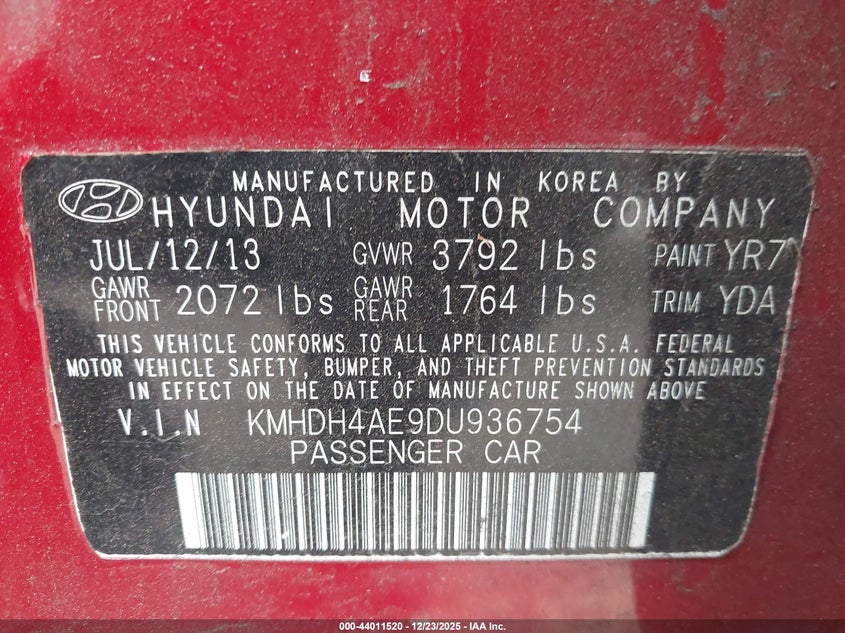 MANUFACTURED IN KOREA BY
HYUNDAI MOTOR COMPANY
JUL/12/13 GVWR 3792 lbs PAINT YR7
GAWR FRONT 2072 lbs GAWR REAR 1764 lbs TRIM YDA
THIS VEHICLE CONFORMS TO ALL APPLICABLE U.S.A. FEDERAL
MOTOR VEHICLE SAFETY, BUMPER, AND THEFT PREVENTION STANDARDS
IN EFFECT ON THE DATE OF MANUFACTURE SHOWN ABOVE
V.I.N KMHDH4AE9DU936754
PASSENGER CAR
000-44011520 - 12/23/2025 - IAA Inc.